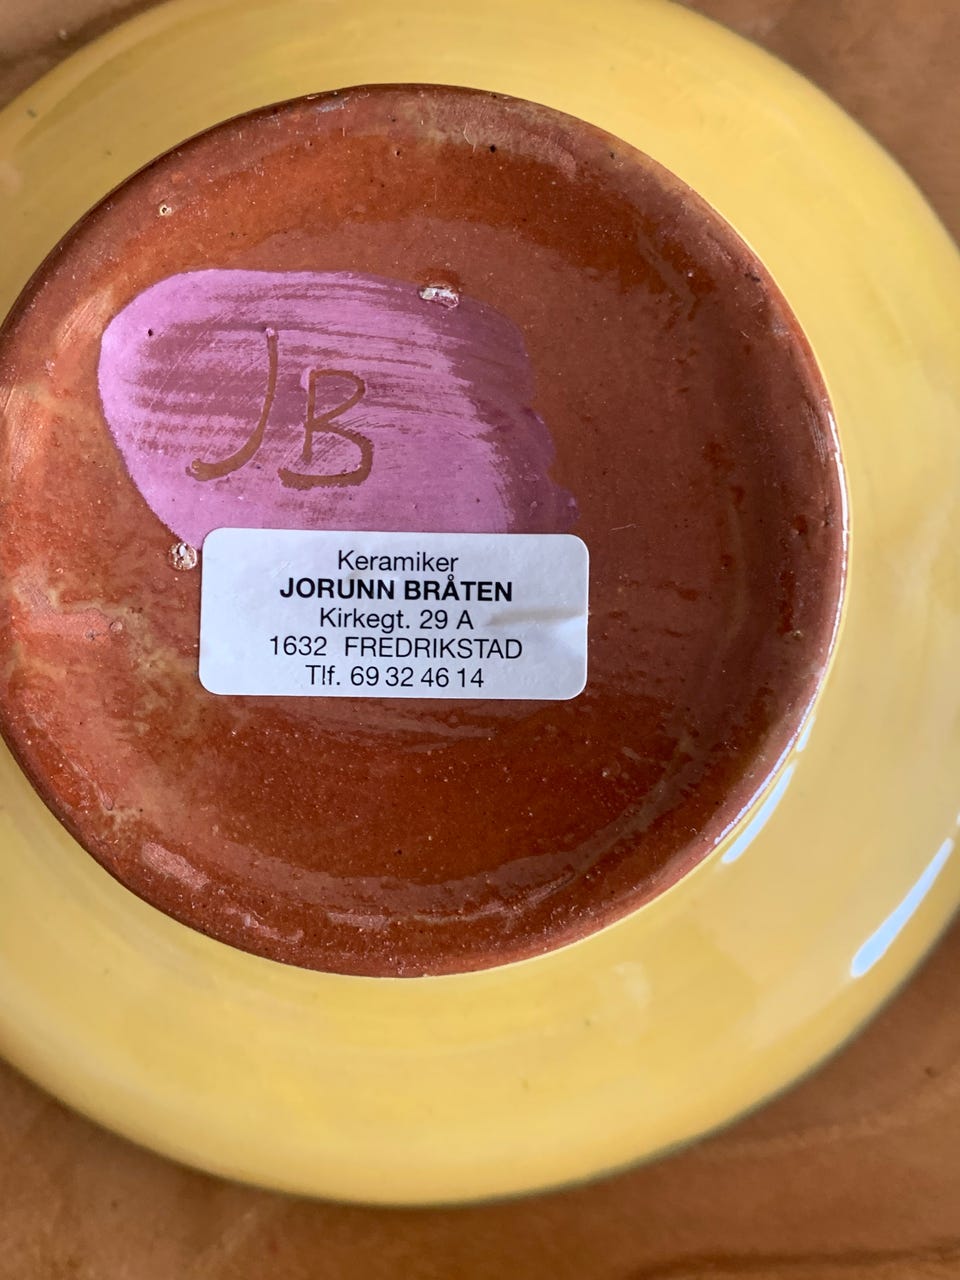 JB
Keramiker
JORUNN BRÅTEN
Kirkegt. 29 A
1632 FREDRIKSTAD
Tlf. 69 32 46 14